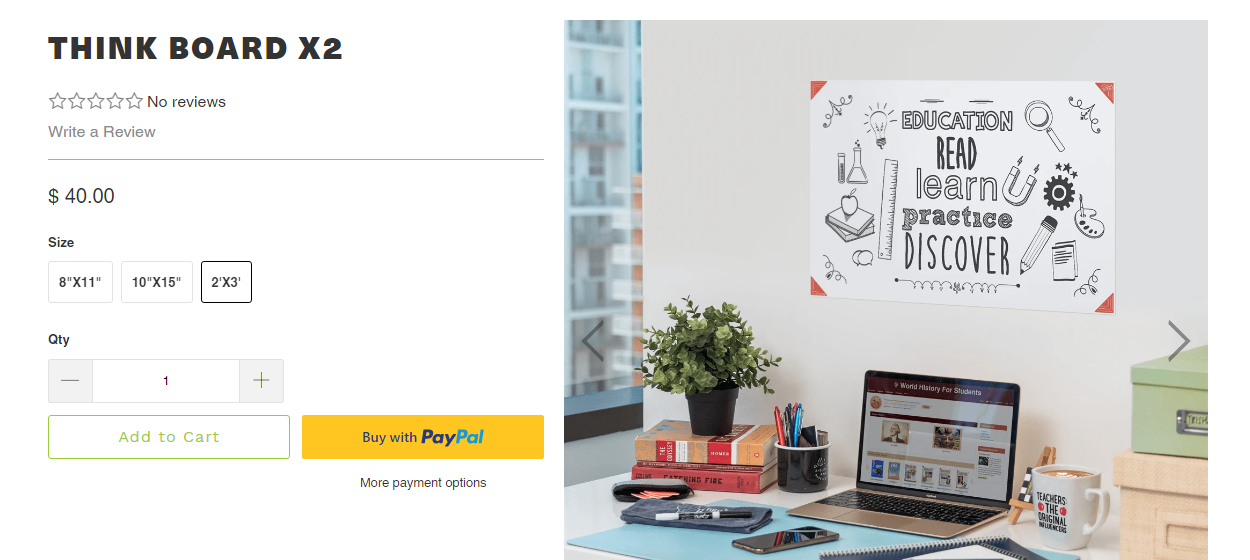 THINK BOARD X2
No reviews
Write a Review
$ 40.00
Size
8"X11"
10"X15"
2'X3'
Qty
1
Add to Cart
Buy with PayPal
More payment options
EDUCATION
READ
learn
practice
DISCOVER
World History For Students
THE ODYSSEY
HOMER
CATCHING FIRE
TEACHERS
THE
ORIGINAL
INFLUENCERS